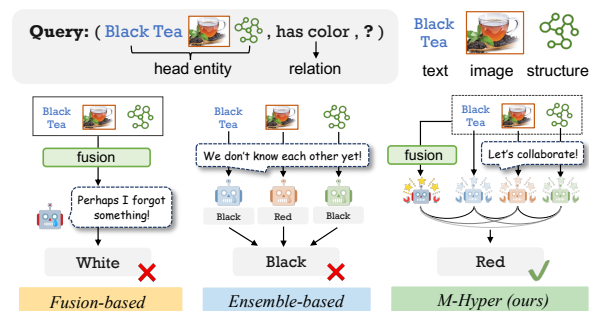 Query: ( Black Tea , has color , ? )
head entity
relation
Black
Tea
text
image
structure
Black
Tea
fusion
Perhaps I forgot
something!
White
Fusion-based
Black
Tea
We don't know each other yet!
Black
Red
Black
Black
Ensemble-based
Black
Tea
fusion
Let's collaborate!
Red
M-Hyper (ours)